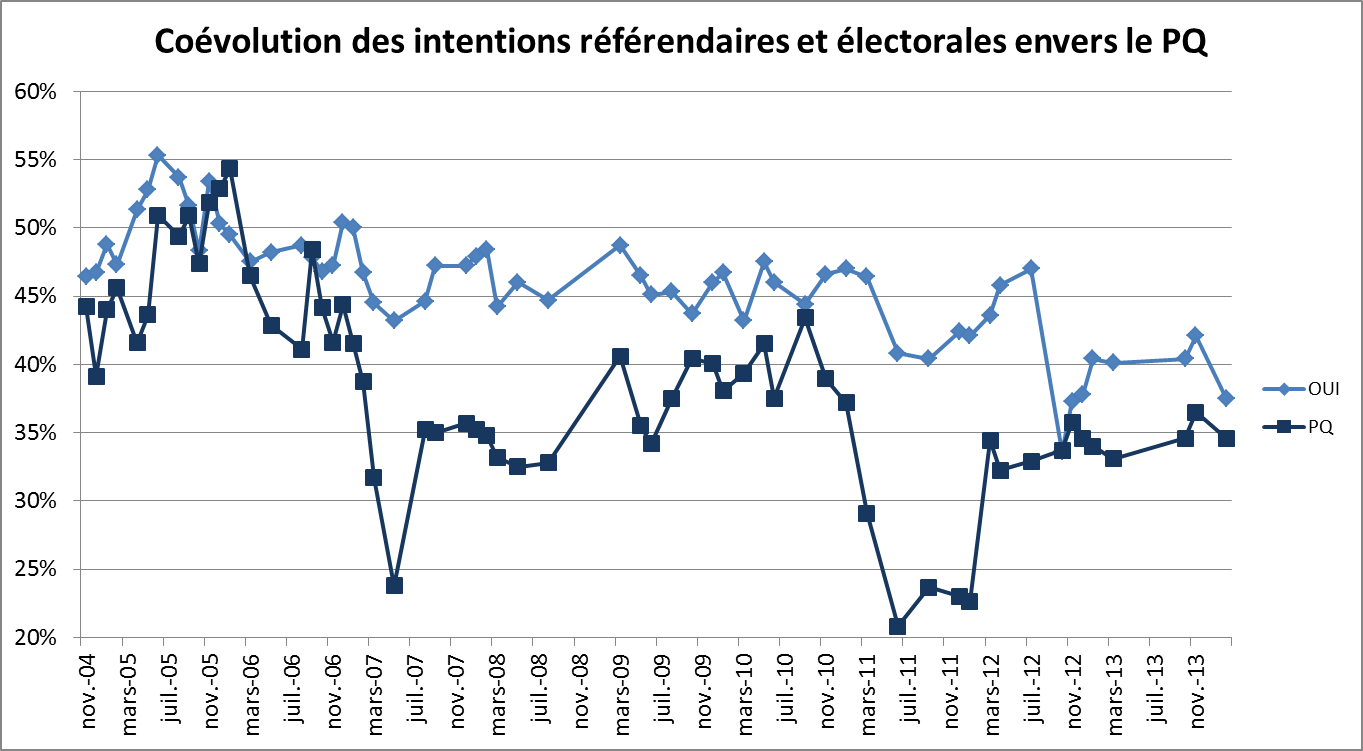 Coévolution des intentions référendaires et électorales envers le PQ
60%
55%
50%
45%
40%
35%
30%
25%
20%
nov.-04
mars-05
juil.-05
nov.-05
mars-06
juil.-06
nov.-06
mars-07
juil.-07
nov.-07
mars-08
juil.-08
nov.-08
mars-09
juil.-09
nov.-09
mars-10
juil.-10
nov.-10
mars-11
juil.-11
nov.-11
mars-12
juil.-12
nov.-12
mars-13
juil.-13
nov.-13
OUI
PQ